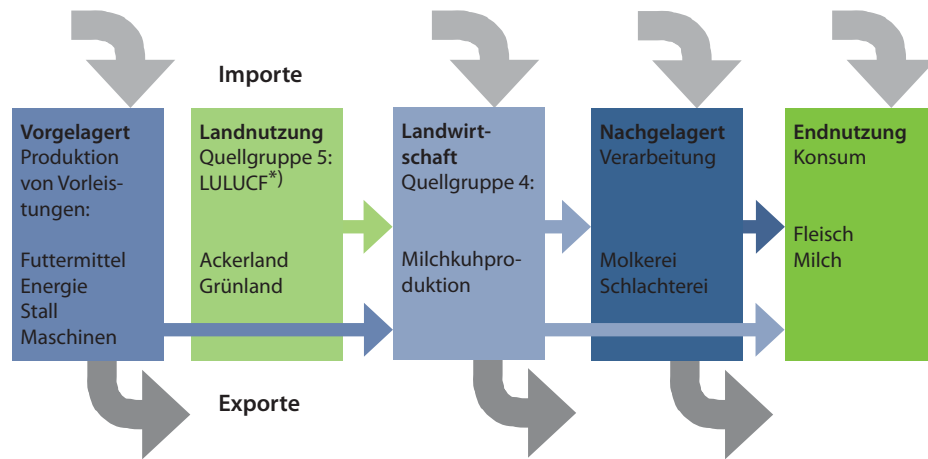 Importe
Vorgelagert
Produktion
von Vorleis-
tungen:
Futtermittel
Energie
Stall
Maschinen
Landnutzung
Quellgruppe 5:
LULUCF*)
Ackerland
Grünland
Landwirt-
schaft
Quellgruppe 4:
Milchkuhpro-
duktion
Nachgelagert
Verarbeitung
Molkerei
Schlachterei
Endnutzung
Konsum
Fleisch
Milch
Exporte